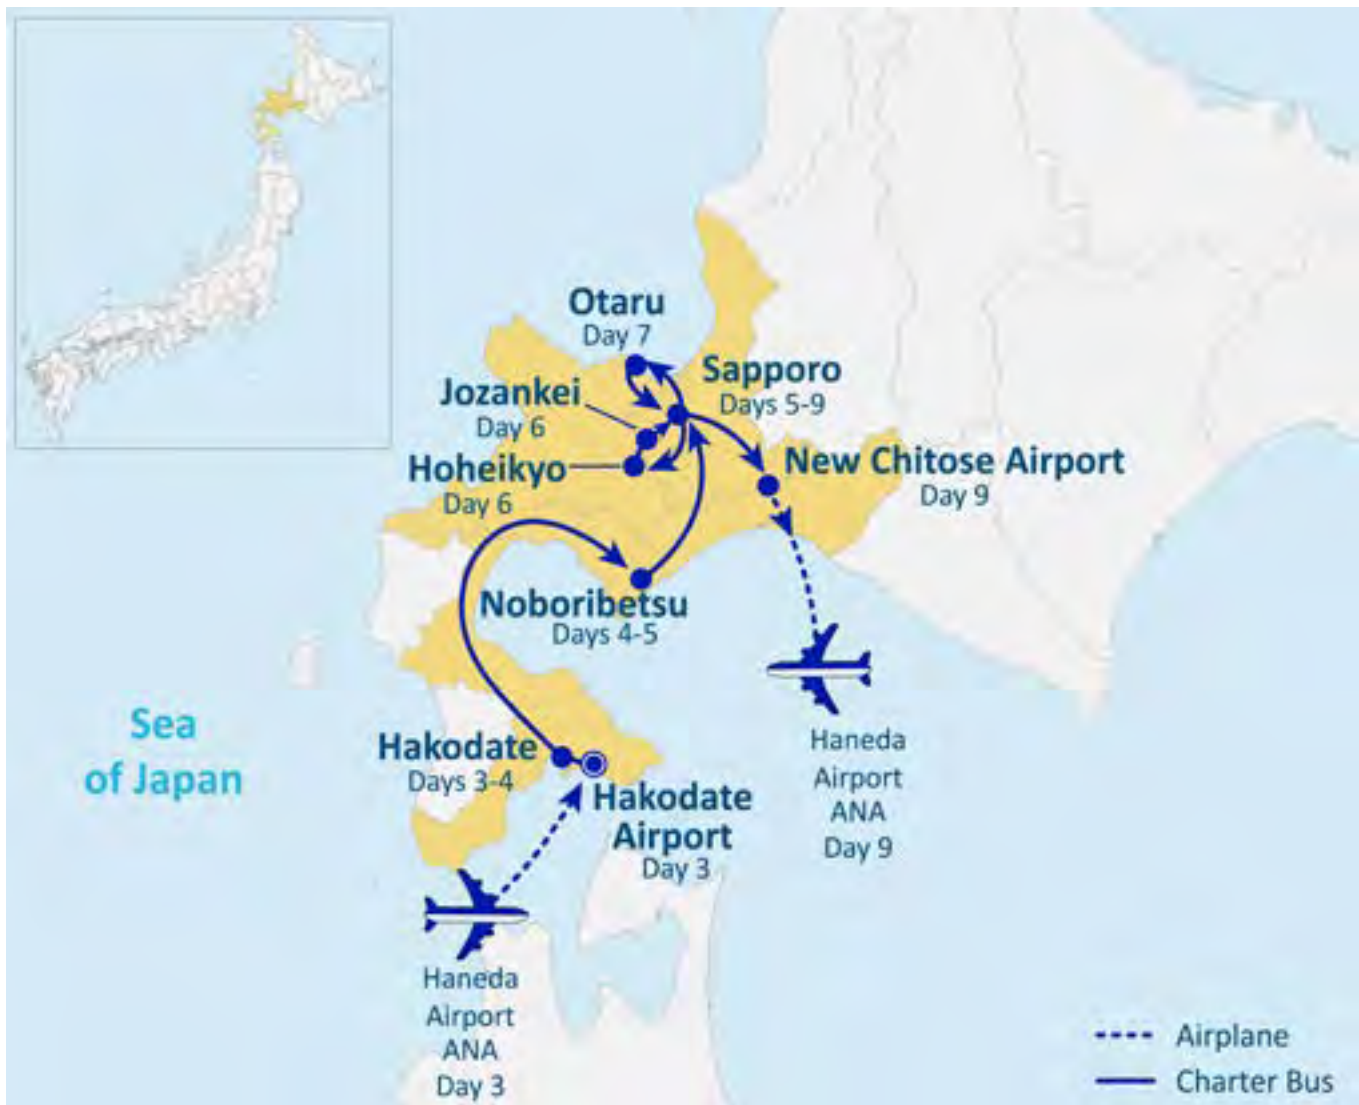 Otaru
Day 7
Sapporo
Days 5-9
Jozankei
Day 6
Hoheikyo
Day 6
New Chitose Airport
Day 9
Noboribetsu
Days 4-5
Sea
of Japan
Hakodate
Days 3-4
Hakodate
Airport
Day 3
Haneda
Airport
ANA
Day 9
Haneda
Airport
ANA
Day 3
Airplane
Charter Bus